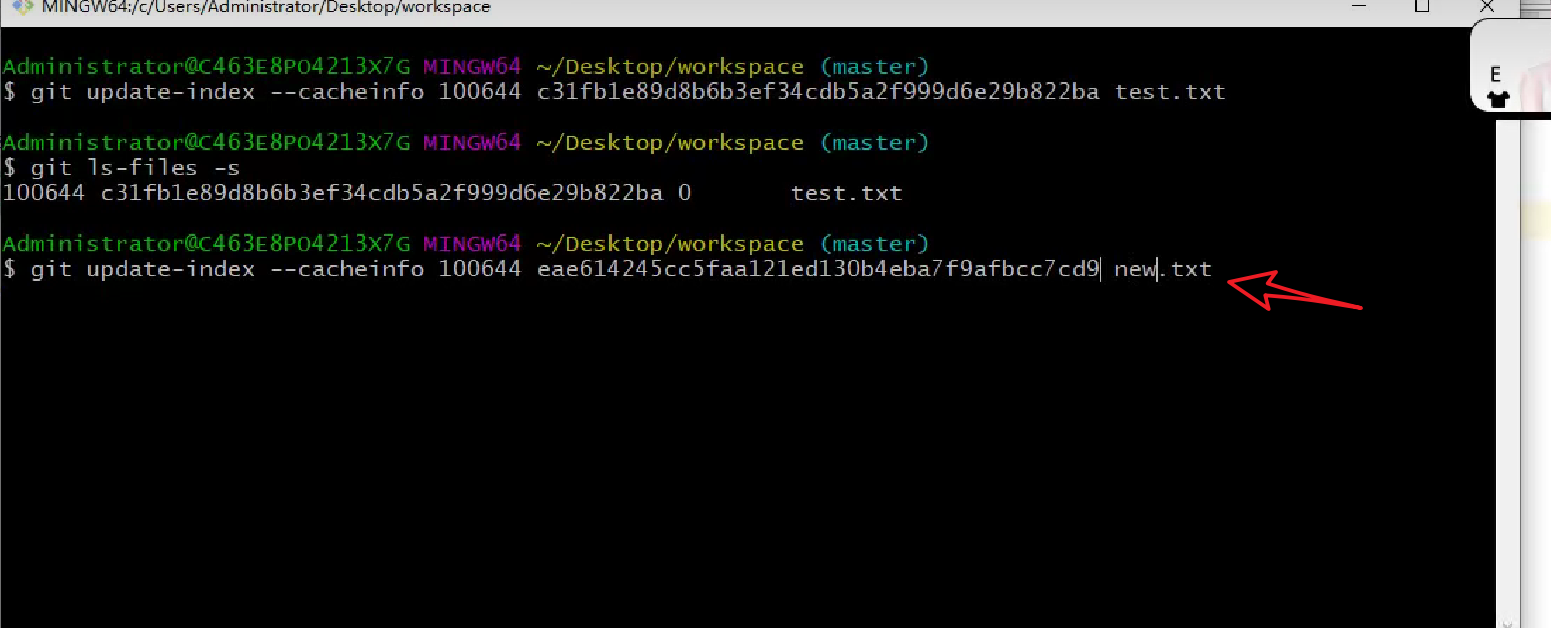 MINGW64:/c/Users/Administrator/Desktop/workspace
Administrator@C463E8PO4213X7G MINGW64 ~/Desktop/workspace (master)
$ git update-index --cacheinfo 100644 c31fb1e89d8b6b3ef34cdb5a2f999d6e29b822ba test.txt
Administrator@C463E8PO4213X7G MINGW64 ~/Desktop/workspace (master)
$ git ls-files -s
100644 c31fb1e89d8b6b3ef34cdb5a2f999d6e29b822ba 0 test.txt
Administrator@C463E8PO4213X7G MINGW64 ~/Desktop/workspace (master)
$ git update-index --cacheinfo 100644 eae614245cc5faa121ed130b4eba7f9afbcc7cd9 new.txt
E